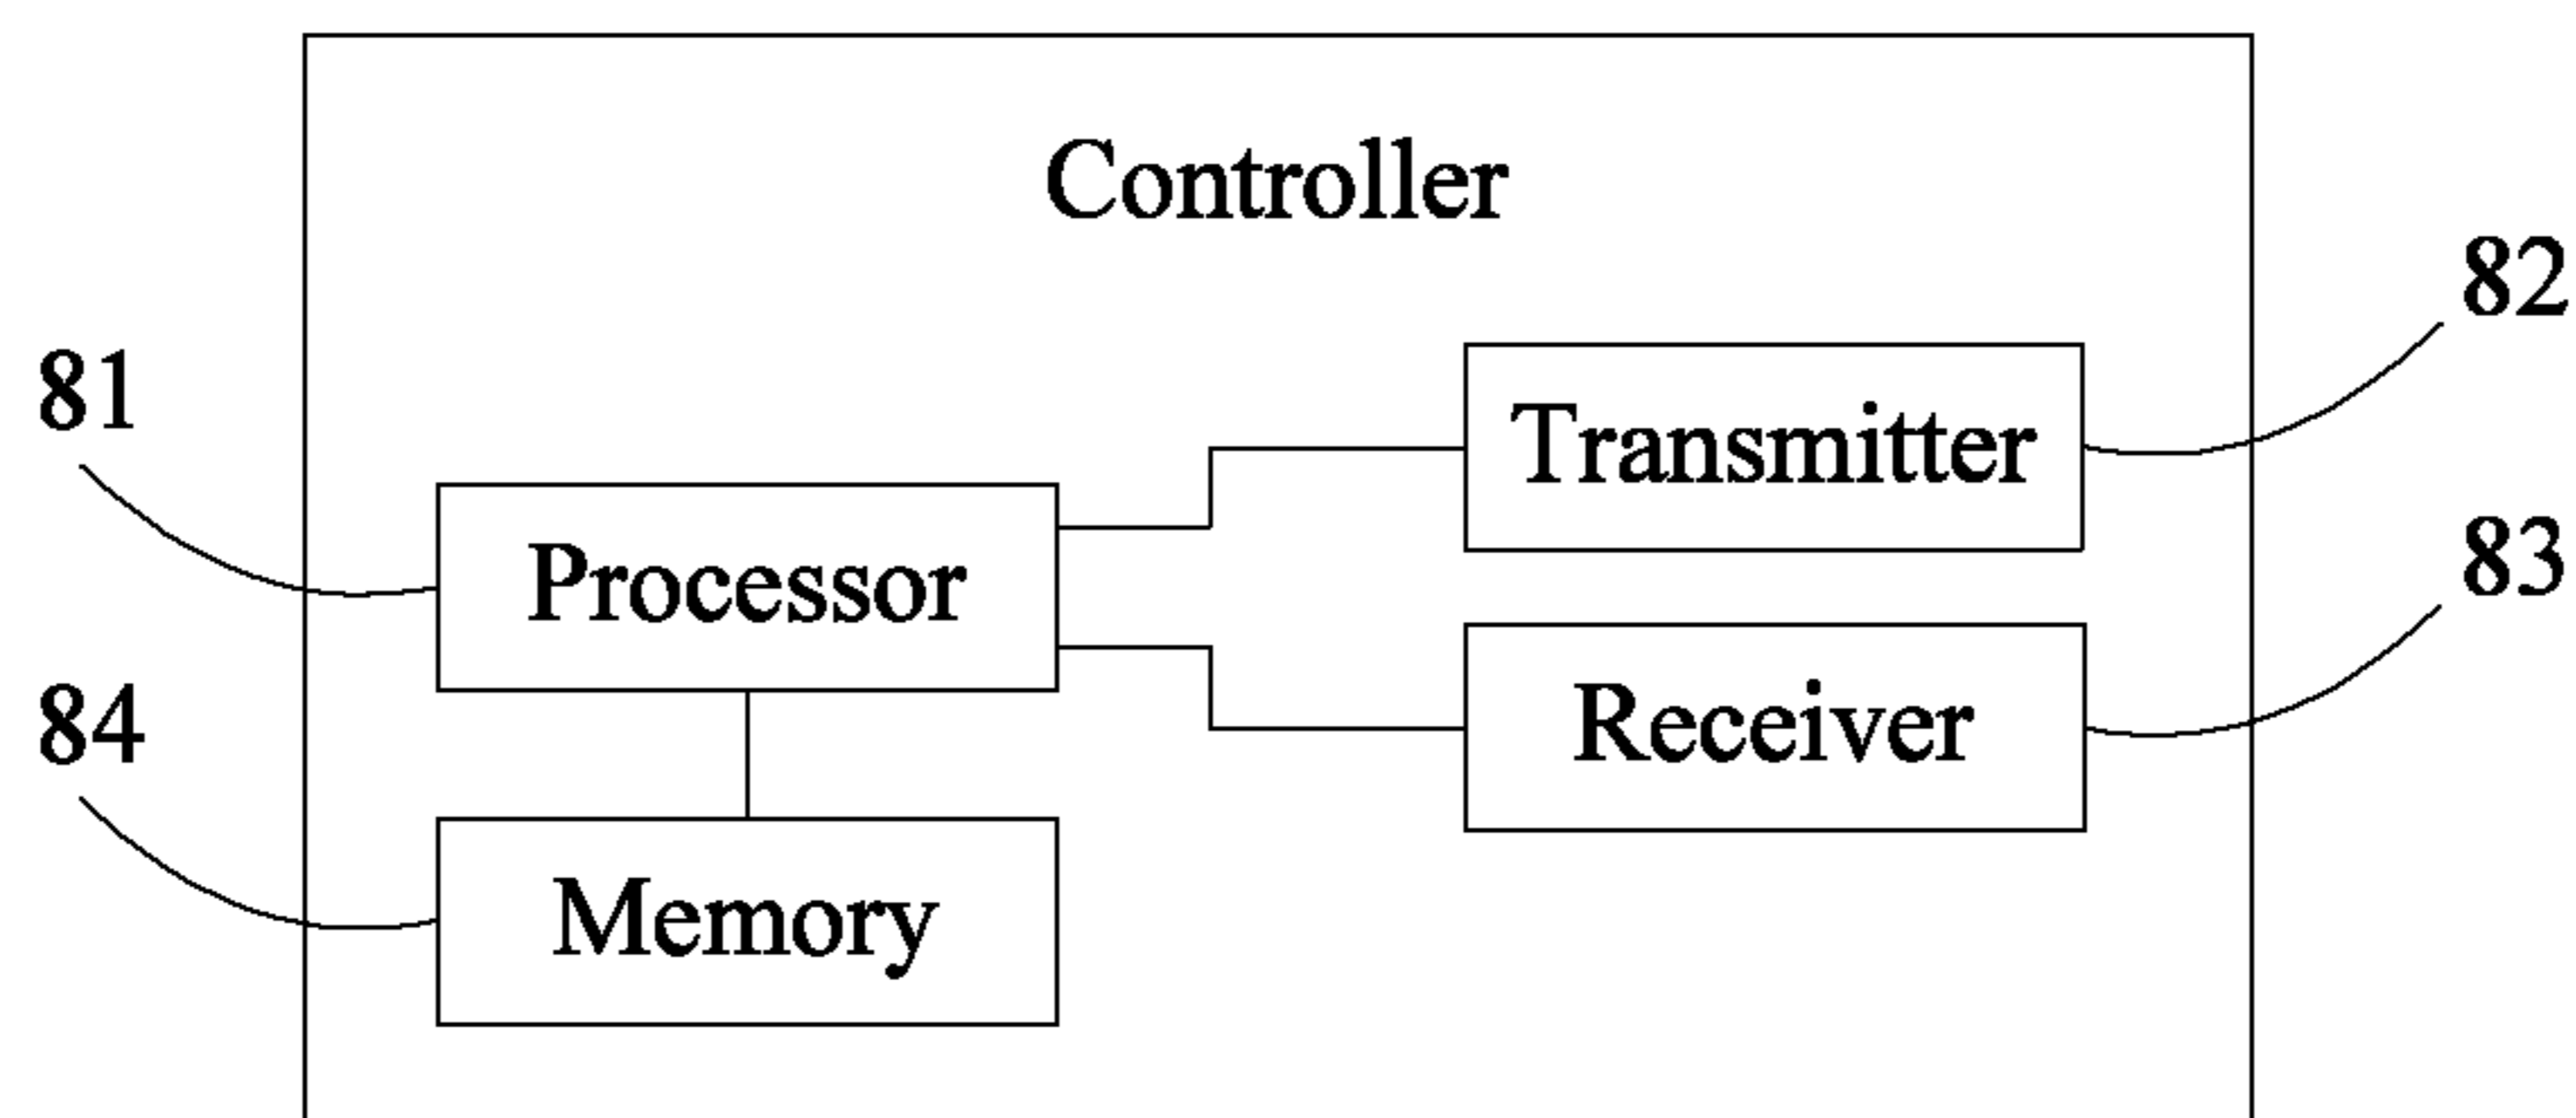 Controller
82
81
Transmitter
83
Processor
84
Receiver
Memory